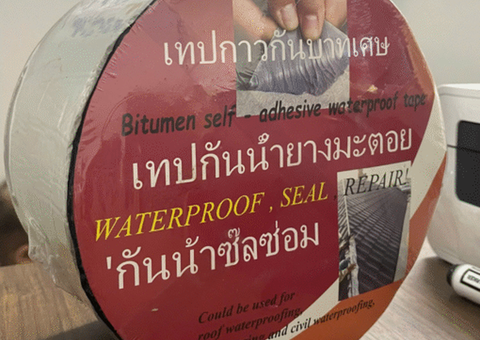 เทปกาวกันบาทเศษ
Bitumen self - adhesive waterproof tape
เทปกันน้ำยางมะตอย
WATERPROOF , SEAL , REPAIR!
'กันน้ำซ๊ลซ่อม
Could be used for
roof waterproofing,
ing and civil waterproofing,